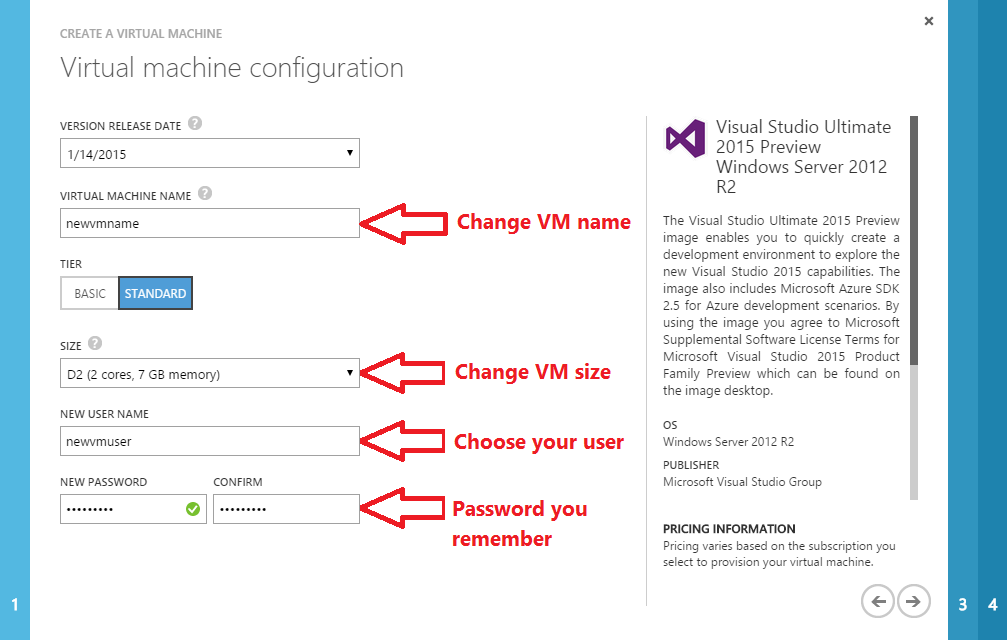 CREATE A VIRTUAL MACHINE
Virtual machine configuration
VERSION RELEASE DATE ?
1/14/2015
VIRTUAL MACHINE NAME ?
newvmname
Change VM name
TIER
BASIC STANDARD
SIZE ?
D2 (2 cores, 7 GB memory)
Change VM size
NEW USER NAME
newvmuser
Choose your user
NEW PASSWORD CONFIRM
••••••••• •••••••••
Password you
remember
Visual Studio Ultimate
2015 Preview
Windows Server 2012
R2
The Visual Studio Ultimate 2015 Preview
image enables you to quickly create a
development environment to explore the
new Visual Studio 2015 capabilities. The
image also includes Microsoft Azure SDK
2.5 for Azure development scenarios. By
using the image you agree to Microsoft
Supplemental Software License Terms for
Microsoft Visual Studio 2015 Product
Family Preview which can be found on
the image desktop.
OS
Windows Server 2012 R2
PUBLISHER
Microsoft Visual Studio Group
PRICING INFORMATION
Pricing varies based on the subscription you
select to provision your virtual machine.
1
3 4